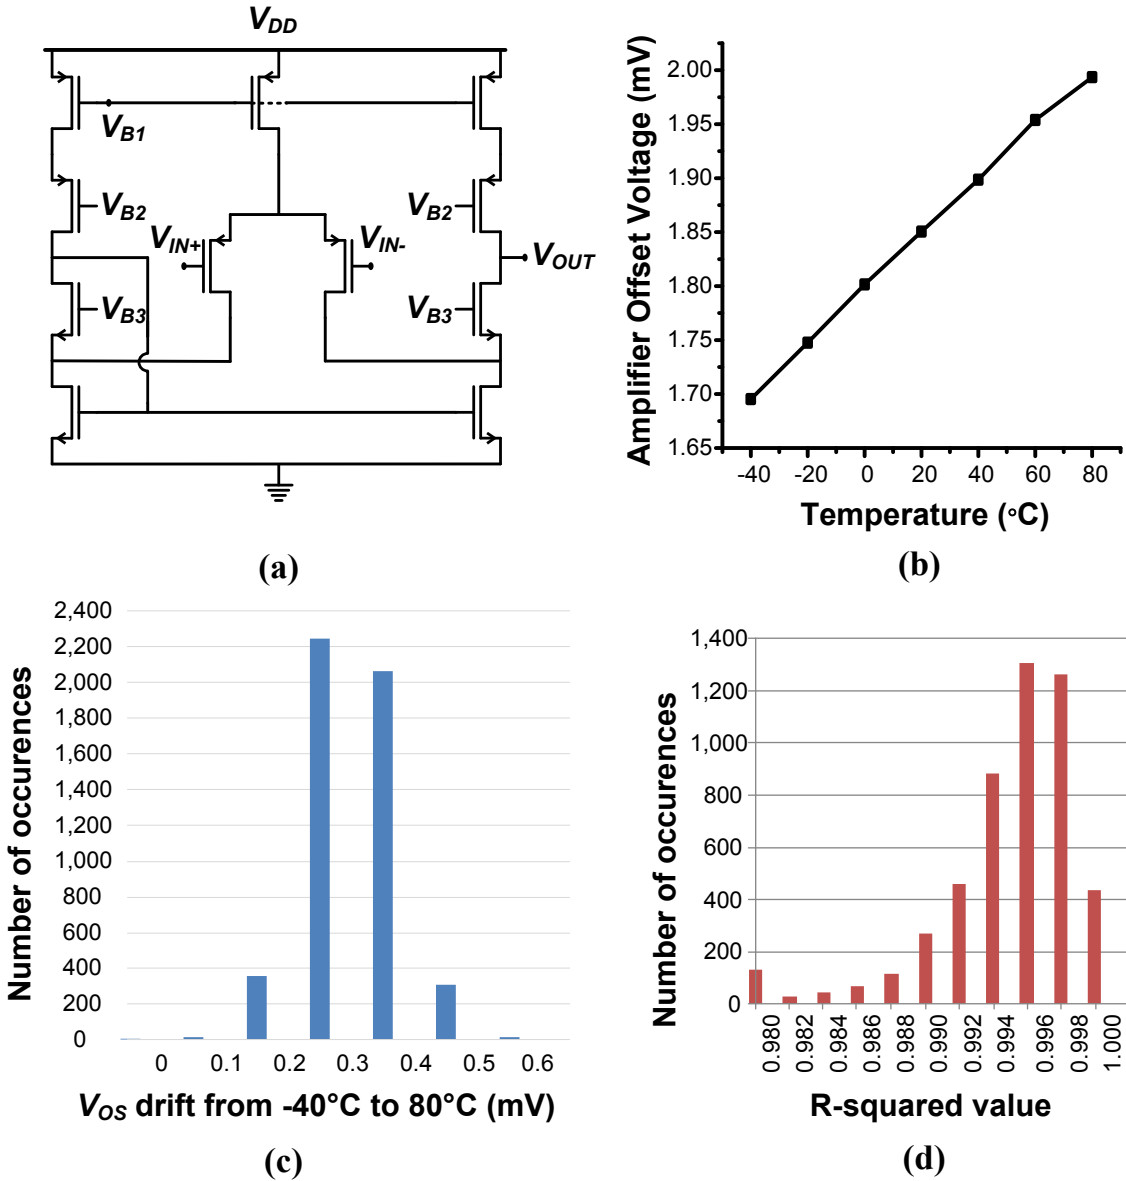 VDD
VB1
VB2
VB2
VIN+
VIN-
VOUT
VB3
VB3
(a)
Amplifier Offset Voltage (mV)
2.00
1.95
1.90
1.85
1.80
1.75
1.70
1.65
-40 -20 0 20 40 60 80
Temperature (°C)
(b)
Number of occurences
2,400
2,200
2,000
1,800
1,600
1,400
1,200
1,000
800
600
400
200
0
0 0.1 0.2 0.3 0.4 0.5 0.6
VOS drift from -40°C to 80°C (mV)
(c)
Number of occurences
1,400
1,200
1,000
800
600
400
200
0
0.980 0.982 0.984 0.986 0.988 0.990 0.992 0.994 0.996 0.998 1.000
R-squared value
(d)